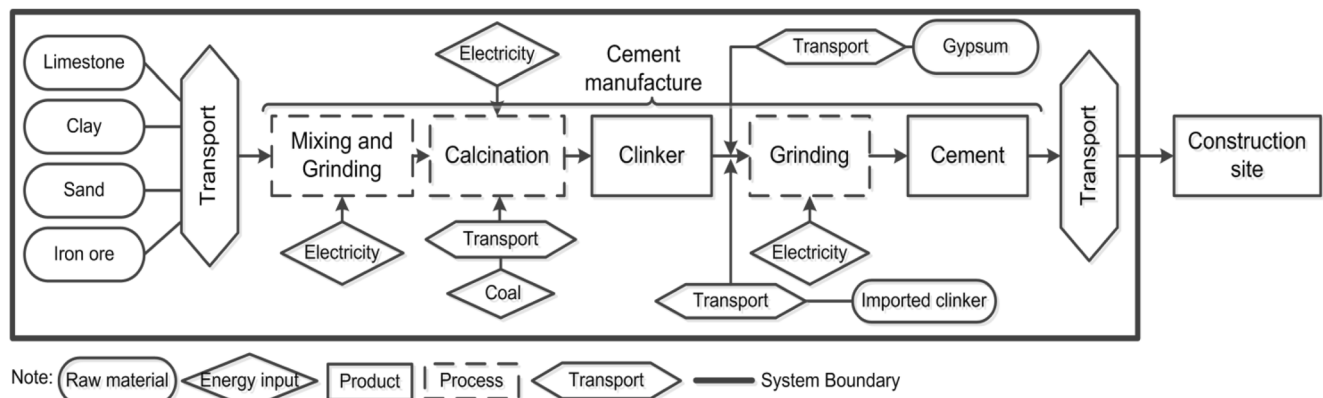 Limestone
Clay
Sand
Iron ore
Transport
Mixing and
Grinding
Electricity
Electricity
Calcination
Transport
Coal
Cement
manufacture
Clinker
Transport
Gypsum
Transport
Imported clinker
Grinding
Electricity
Cement
Transport
Construction
site
Note:
Raw material
Energy input
Product
Process
Transport
System Boundary